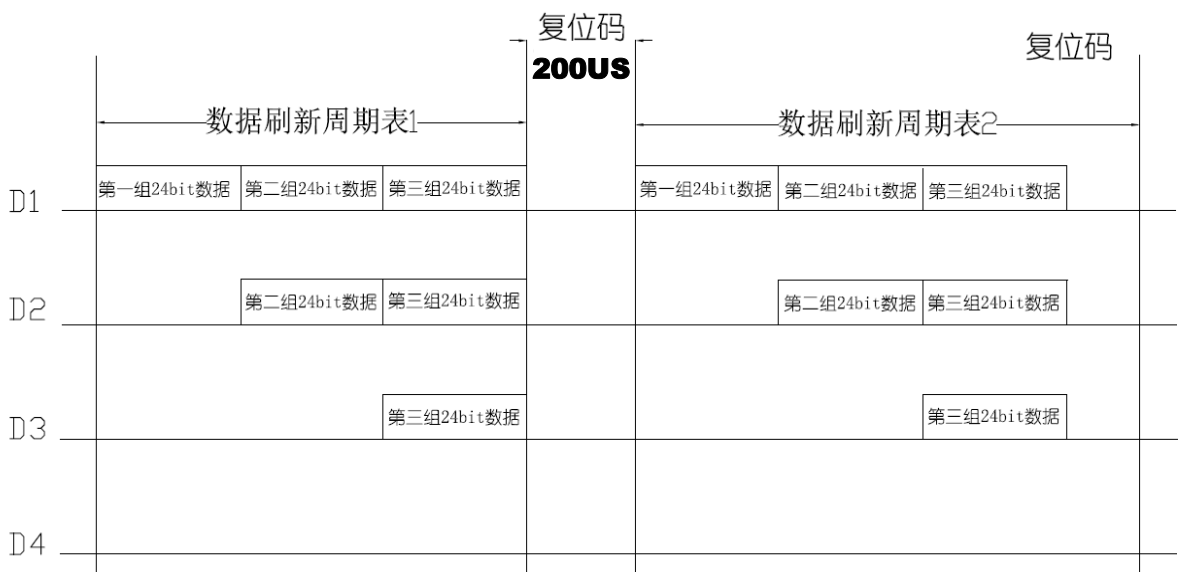 复位码
200US
复位码
数据刷新周期表1
数据刷新周期表2
D1
第一组24bit数据
第二组24bit数据
第三组24bit数据
第一组24bit数据
第二组24bit数据
第三组24bit数据
D2
第二组24bit数据
第三组24bit数据
第二组24bit数据
第三组24bit数据
D3
第三组24bit数据
第三组24bit数据
D4